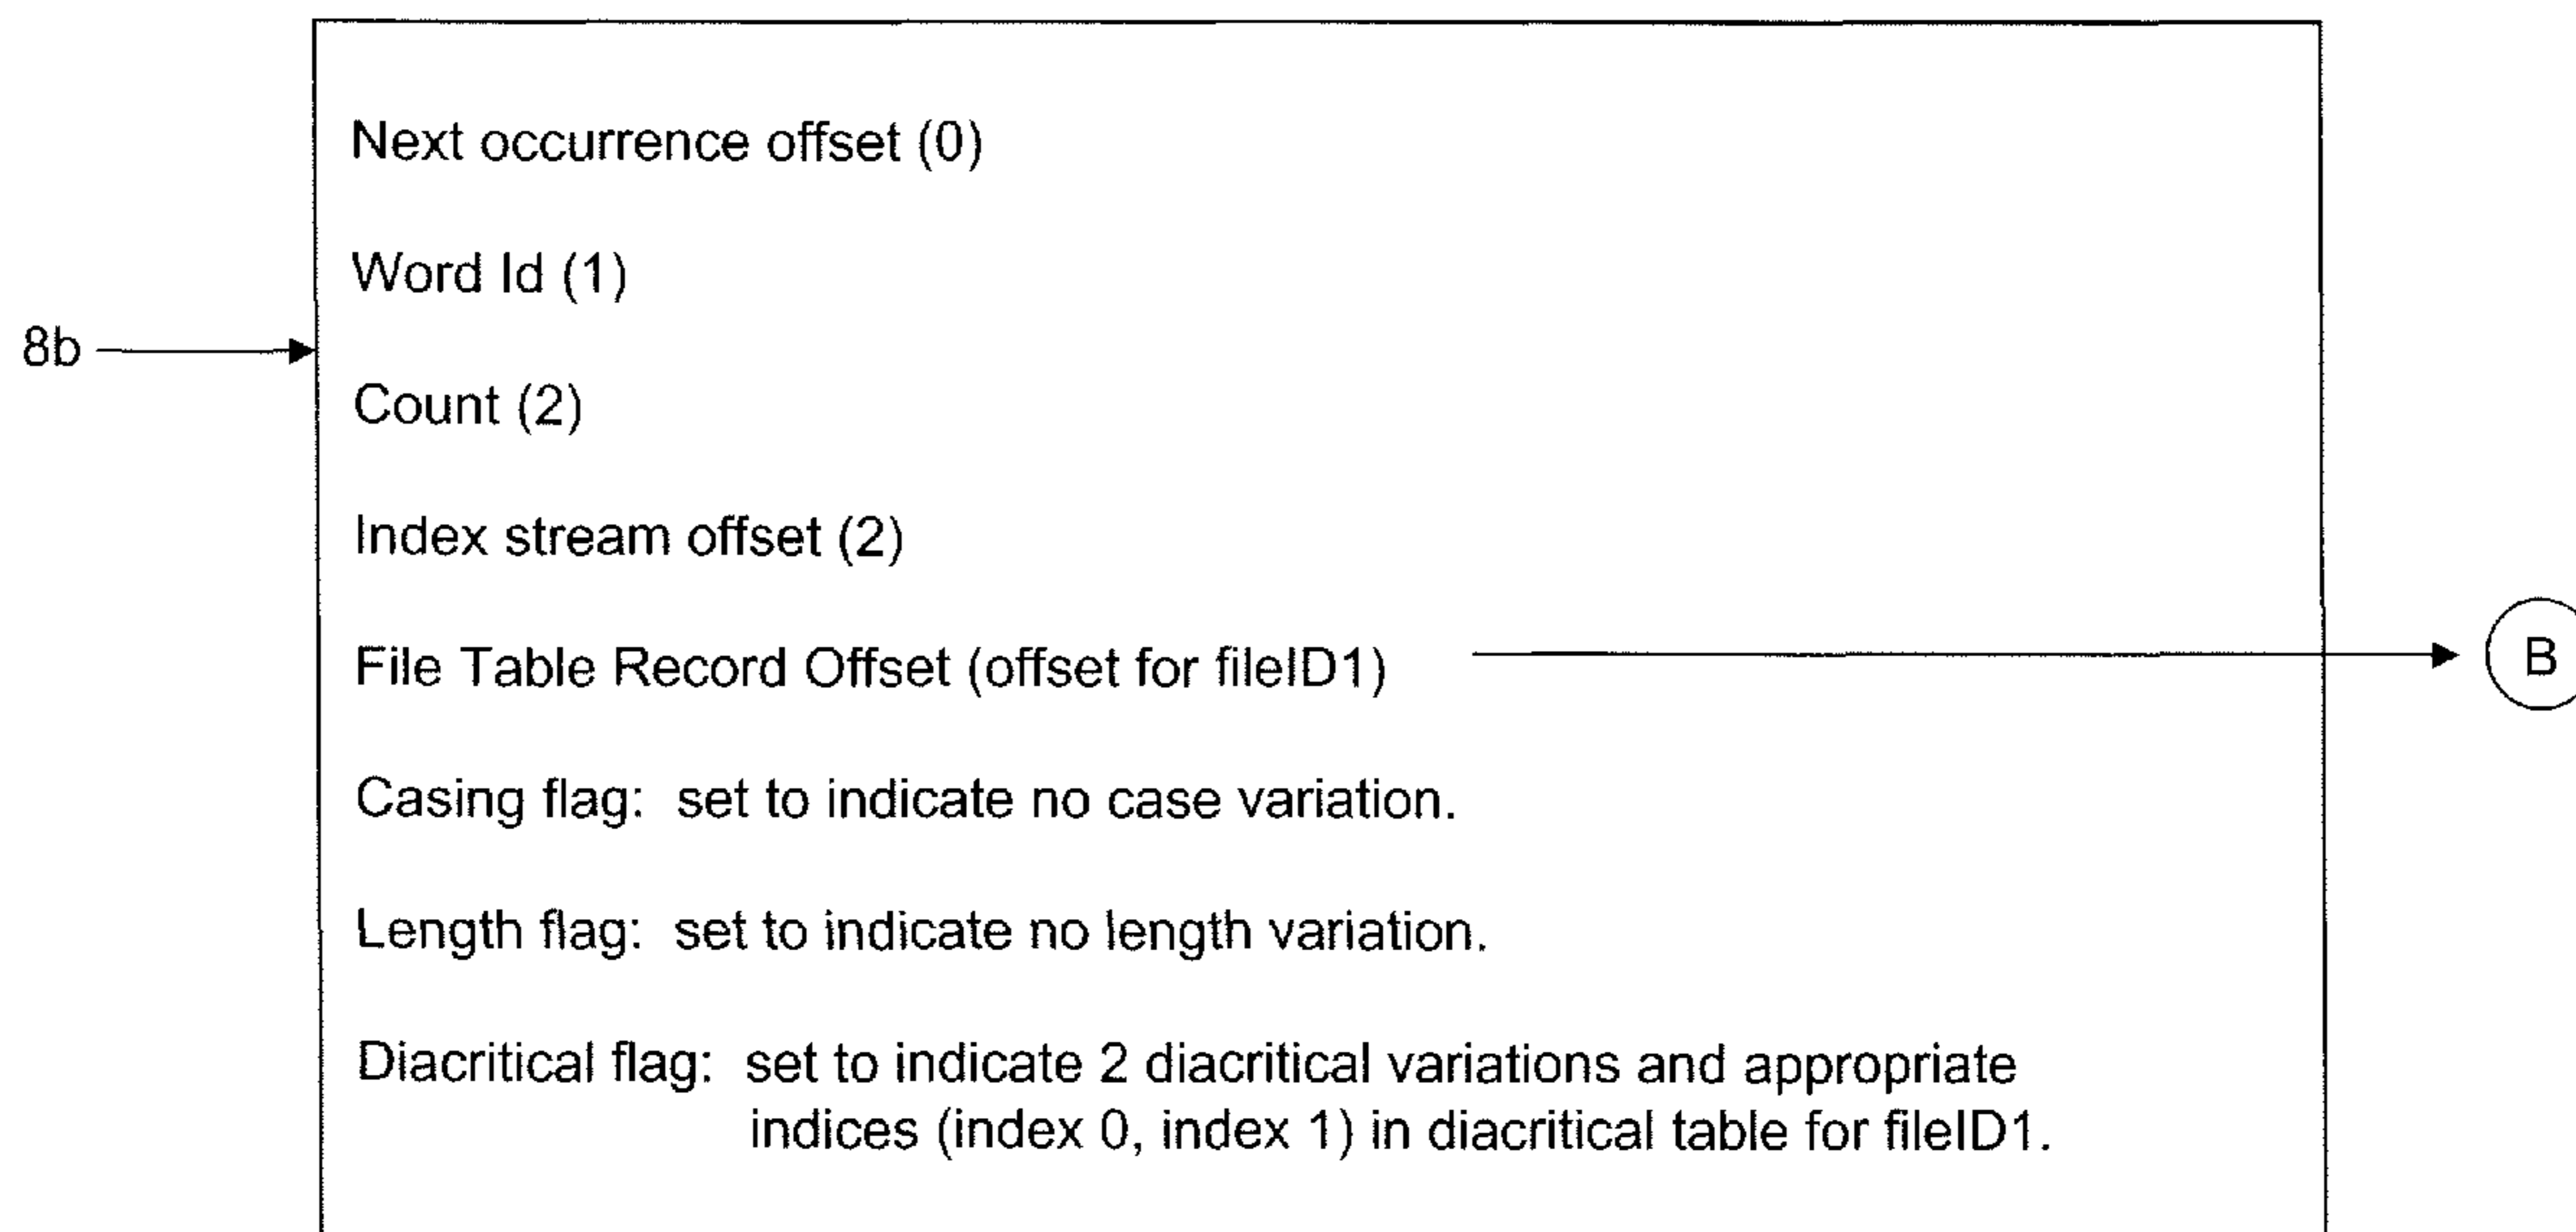 Next occurrence offset (0)
Word Id (1)
8b
Count (2)
Index stream offset (2)
File Table Record Offset (offset for fileID1)
B
Casing flag: set to indicate no case variation.
Length flag: set to indicate no length variation.
Diacritical flag: set to indicate 2 diacritical variations and appropriate
indices (index 0, index 1) in diacritical table for fileID1.